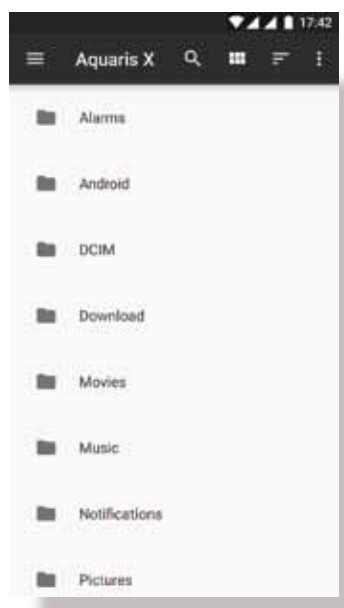 17:42
Aquaris X
Alarms
Android
DCIM
Download
Movies
Music
Notifications
Pictures